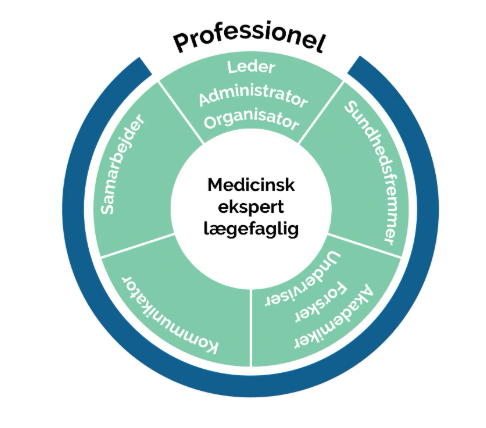 Professionel
Leder
Administrator
Organisator
Sundhedsfremmer
Akademiker
Forsker
Underviser
Kommunikator
Samarbejder
Medicinsk
ekspert
lægefaglig